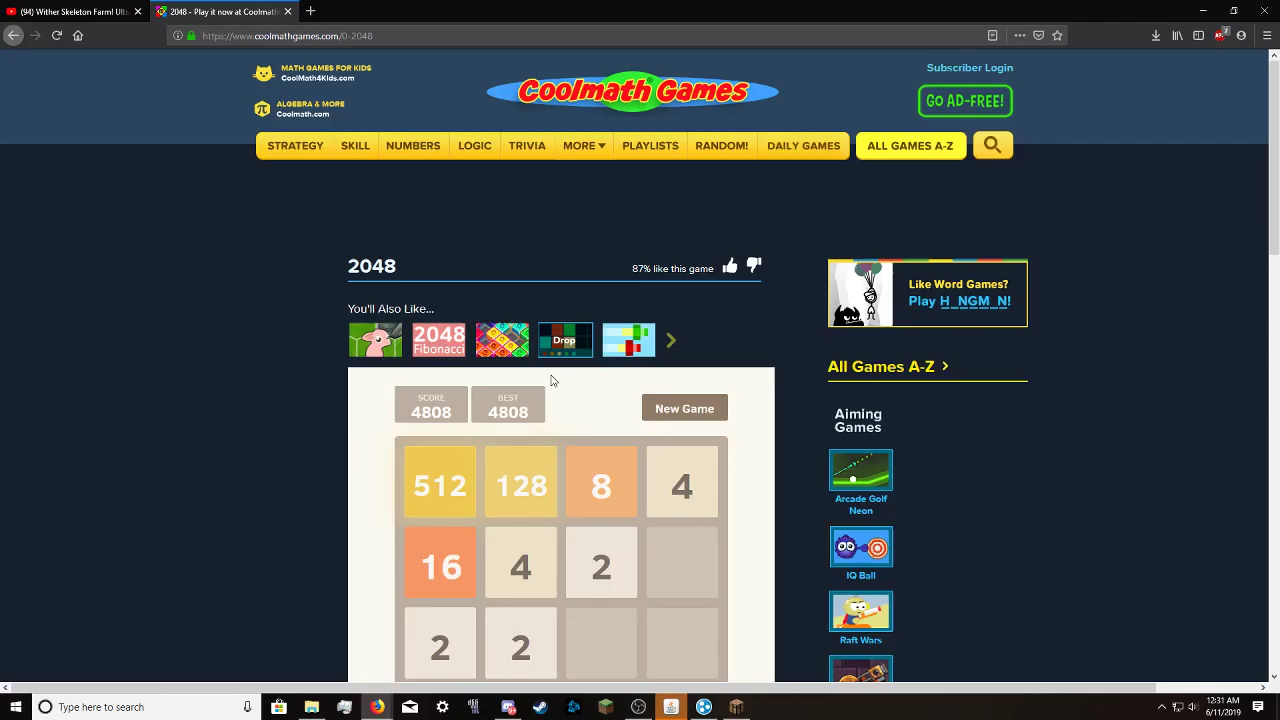 (94) Wither Skeleton Farm! Ult
2048 - Play it now at Coolmath
https://www.coolmathgames.com/0-2048
7
MATH GAMES FOR KIDS
CoolMath4Kids.com
ALGEBRA & MORE
Coolmath.com
Coolmath Games
Subscriber Login
GO AD-FREE!
STRATEGY
SKILL
NUMBERS
LOGIC
TRIVIA
MORE
PLAYLISTS
RANDOM!
DAILY GAMES
ALL GAMES A-Z
2048
87% like this game
You'll Also Like...
2048
Fibonacci
Drop
Like Word Games?
Play H_NGM_N!
All Games A-Z
SCORE
4808
BEST
4808
New Game
512 128 8 4
16 4 2
2 2
Aiming
Games
Arcade Golf
Neon
IQ Ball
Raft Wars
Type here to search
12:31 AM
6/11/2019